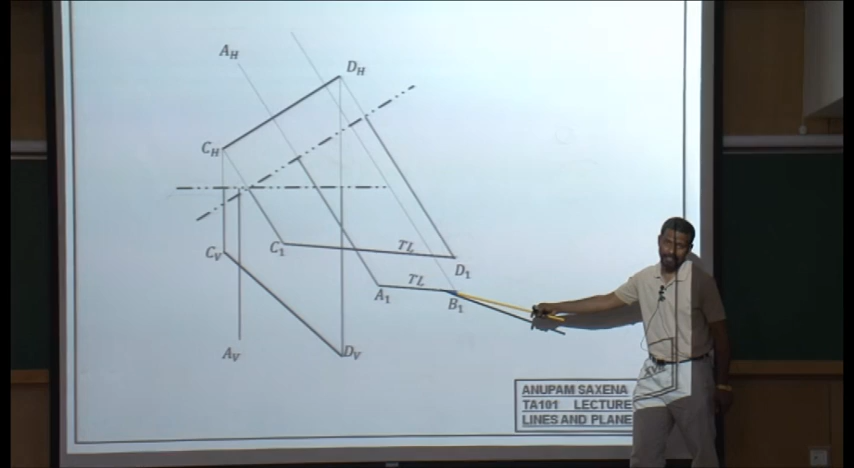 A_H
D_H
C_H
C_V
C_1
TL
D_1
TL
A_1
B_1
A_V
D_V
ANUPAM SAXENA
TA101 LECTURE
LINES AND PLANE